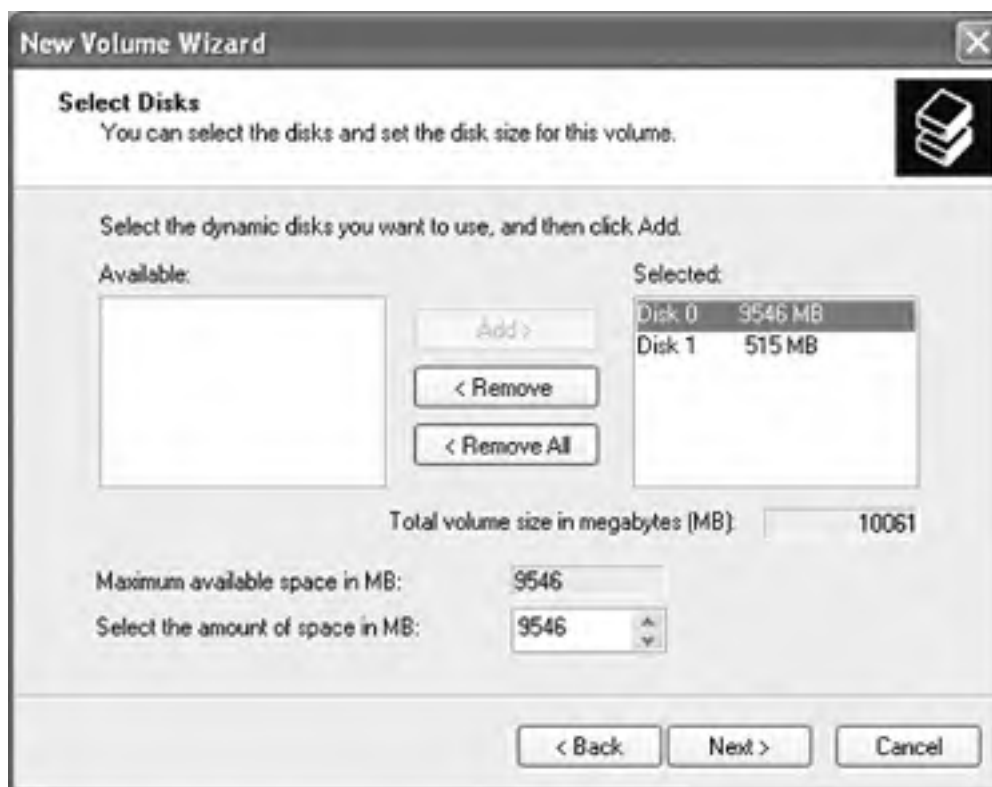 New Volume Wizard
Select Disks
You can select the disks and set the disk size for this volume.
Select the dynamic disks you want to use, and then click Add.
Available:
Selected:
Add >
Disk 0 9546 MB
Disk 1 515 MB
< Remove
< Remove All
Total volume size in megabytes (MB): 10061
Maximum available space in MB: 9546
Select the amount of space in MB: 9546
< Back
Next >
Cancel